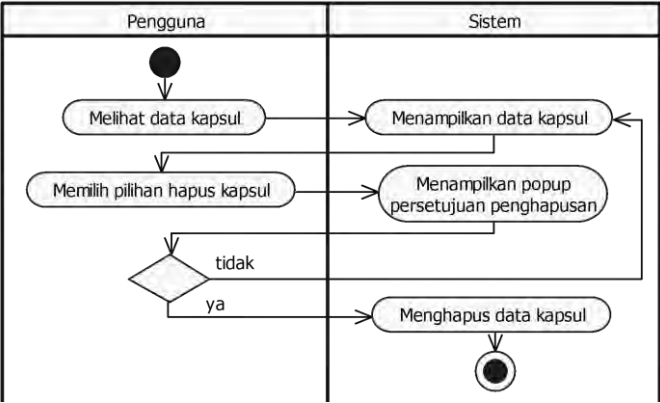 Pengguna
Sistem
Melihat data kapsul
Menampilkan data kapsul
Memilih pilihan hapus kapsul
Menampilkan popup
persetujuan penghapusan
tidak
ya
Menghapus data kapsul